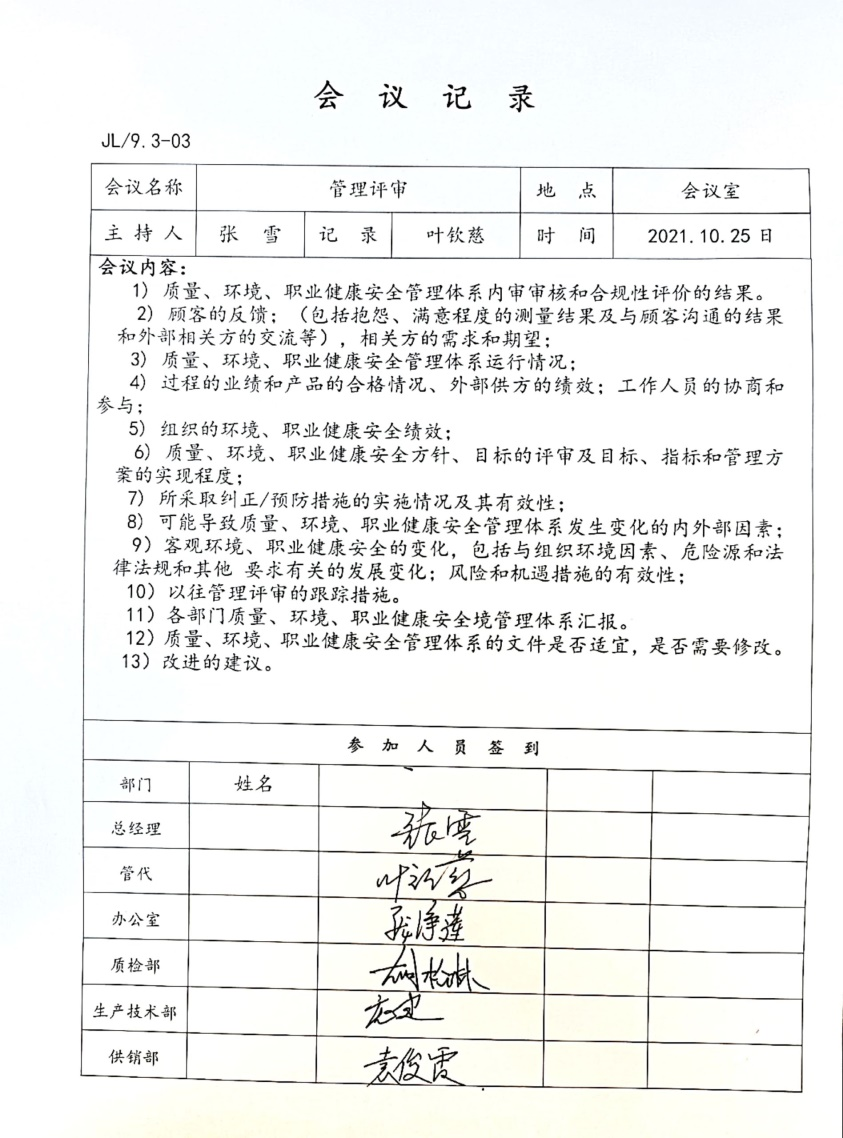 会 议 记 录
JL/9.3-03
会议名称 管理评审 地 点 会议室
主 持 人 张 雪 记 录 叶钦慈 时 间 2021.10.25 日
会议内容：
1）质量、环境、职业健康安全管理体系内审审核和合规性评价的结果。
2）顾客的反馈；（包括抱怨、满意程度的测量结果及与顾客沟通的结果
和外部相关方的交流等），相关方的需求和期望；
3）质量、环境、职业健康安全管理体系运行情况；
4）过程的业绩和产品的合格情况、外部供方的绩效；工作人员的协商和
参与；
5）组织的环境、职业健康安全绩效；
6）质量、环境、职业健康安全方针、目标的评审及目标、指标和管理方
案的实现程度；
7）所采取纠正/预防措施的实施情况及其有效性；
8）可能导致质量、环境、职业健康安全管理体系发生变化的内外部因素；
9）客观环境、职业健康安全的变化，包括与组织环境因素、危险源和法
律法规和其他 要求有关的发展变化；风险和机遇措施的有效性；
10）以往管理评审的跟踪措施。
11）各部门质量、环境、职业健康安全境管理体系汇报。
12）质量、环境、职业健康安全管理体系的文件是否适宜，是否需要修改。
13）改进的建议。
参 加 人 员 签 到
部门 姓名
总经理 张雪
管代 叶钦慈
办公室
质检部
生产技术部
供销部 袁俊霞